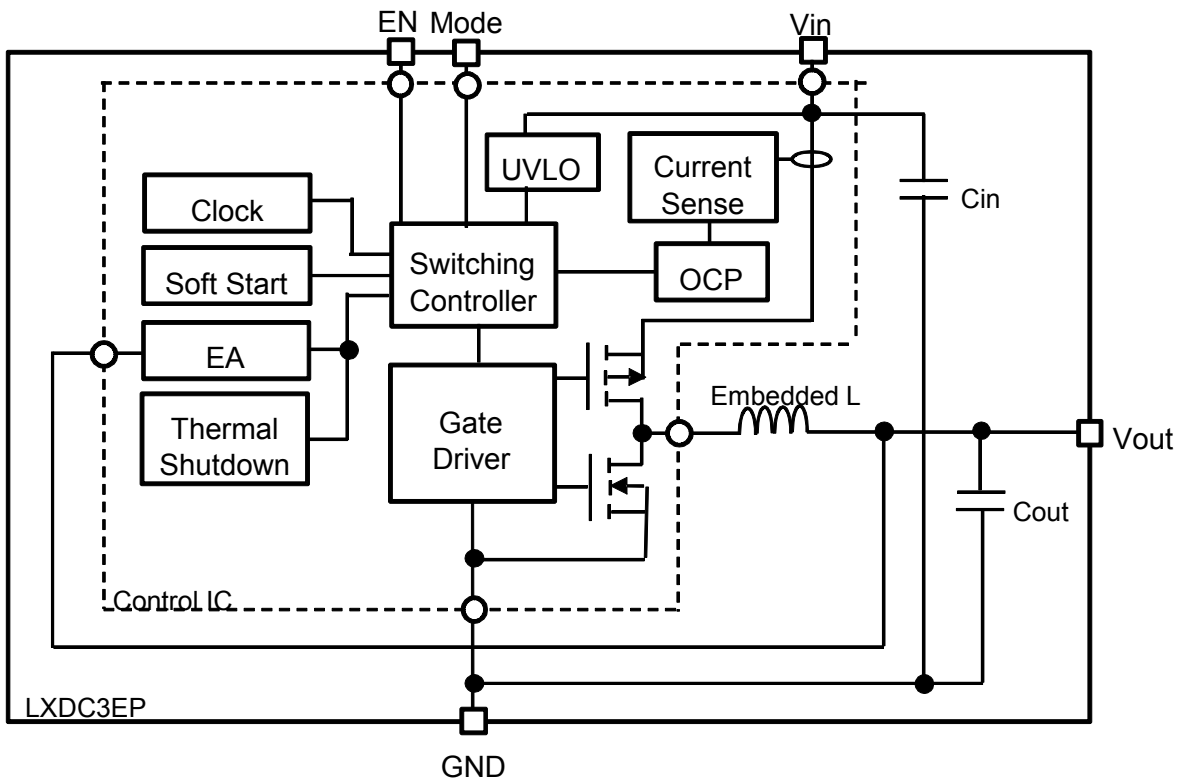 EN Mode
Vin
UVLO
Current
Sense
Cin
Clock
Switching
Controller
OCP
Soft Start
EA
Embedded L
Thermal
Shutdown
Gate
Driver
Vout
Cout
Control IC
LXDC3EP
GND